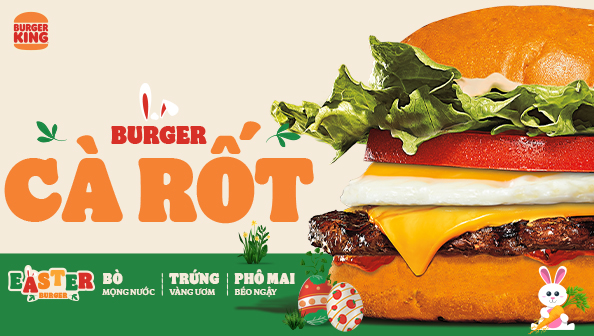 BURGER
KING
BURGER
CÀ RỐT
EASTER
BURGER
BÒ
MỌNG NƯỚC
TRỨNG
VÀNG ƯƠM
PHÔ MAI
BÉO NGẬY